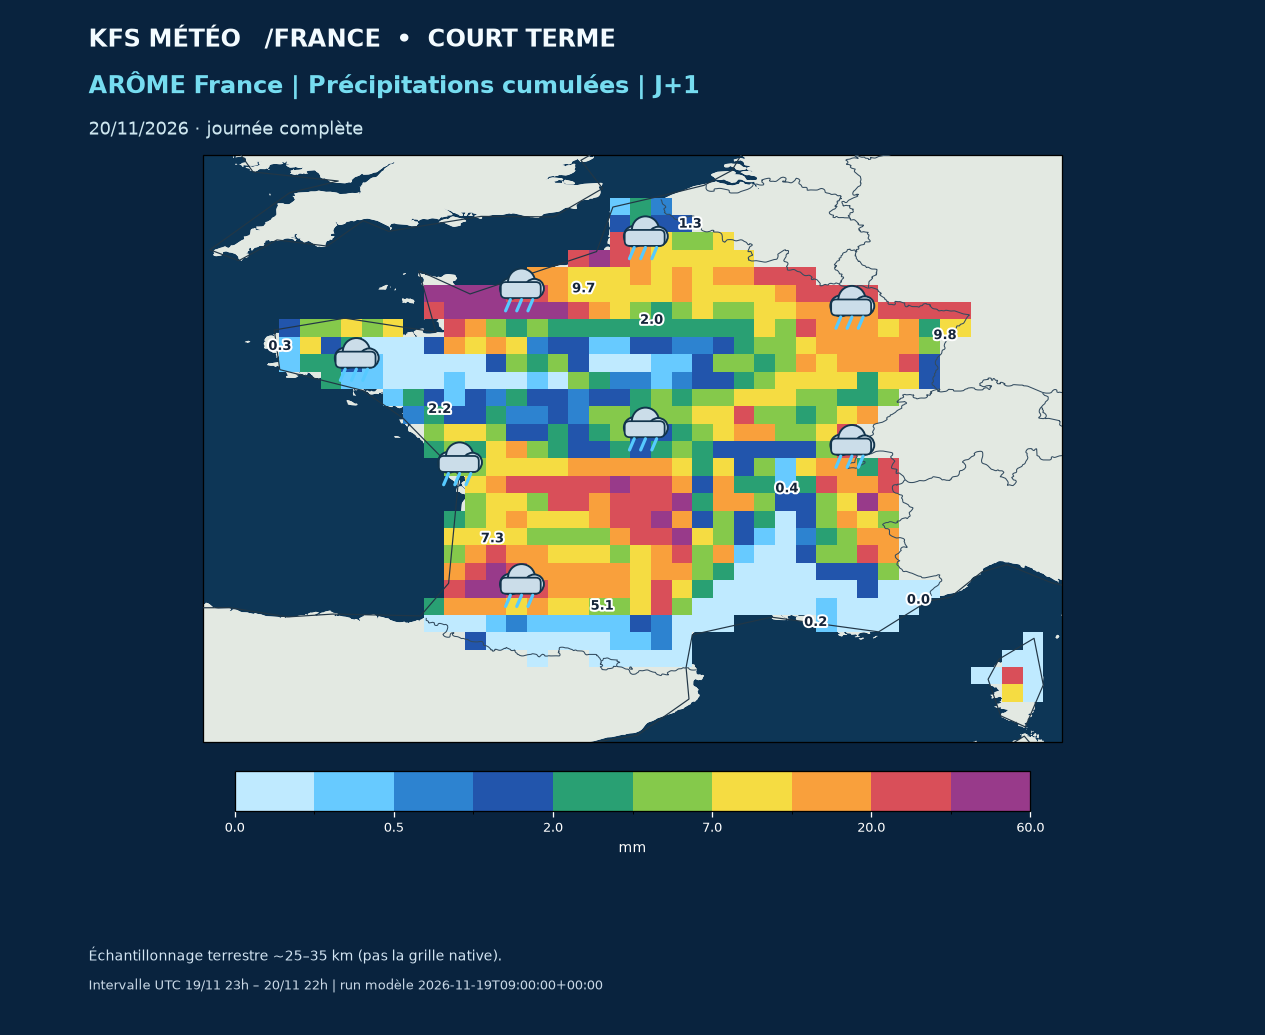 KFS MÉTÉO /FRANCE • COURT TERME
ARÔME France | Précipitations cumulées | J+1
20/11/2026 · journée complète
1.3
9.7
2.0
9.8
0.3
2.2
0.4
7.3
0.0
5.1
0.2
0.0 0.5 2.0 7.0 20.0 60.0
mm
Échantillonnage terrestre ~25–35 km (pas la grille native).
Intervalle UTC 19/11 23h – 20/11 22h | run modèle 2026-11-19T09:00:00+00:00